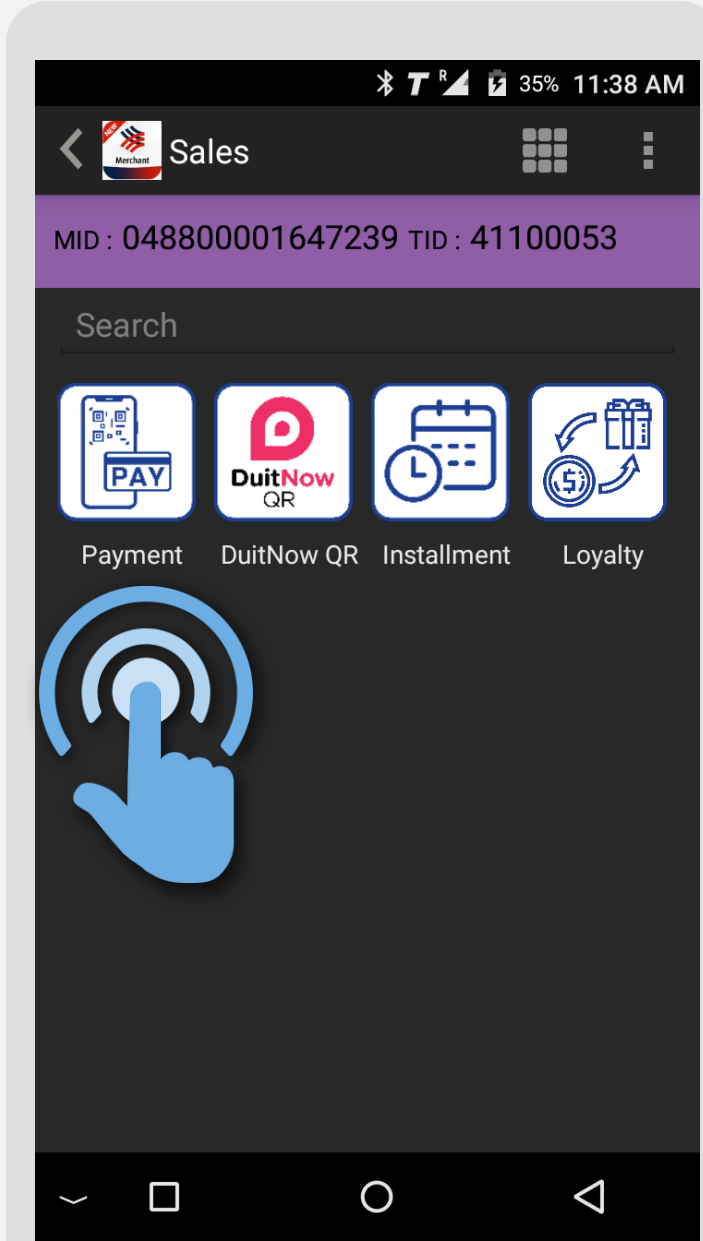 R 35% 11:38 AM
NEW
Merchant
Sales
MID : 048800001647239 TID : 41100053
Search
PAY
DuitNow
QR
Payment DuitNow QR Installment Loyalty